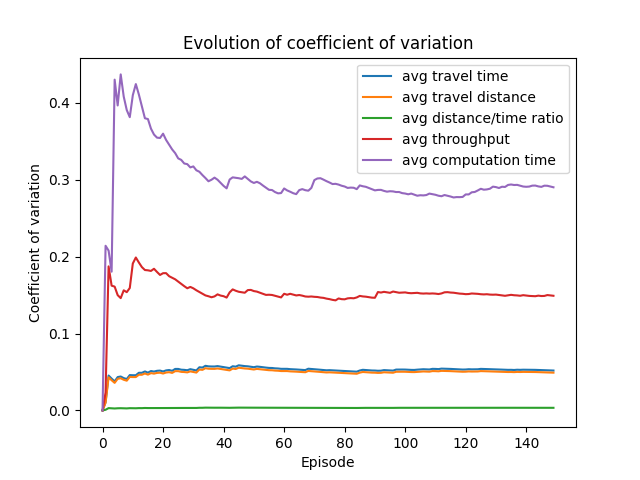 Evolution of coefficient of variation
avg travel time
avg travel distance
avg distance/time ratio
avg throughput
avg computation time
Coefficient of variation
0.4
0.3
0.2
0.1
0.0
0 20 40 60 80 100 120 140
Episode